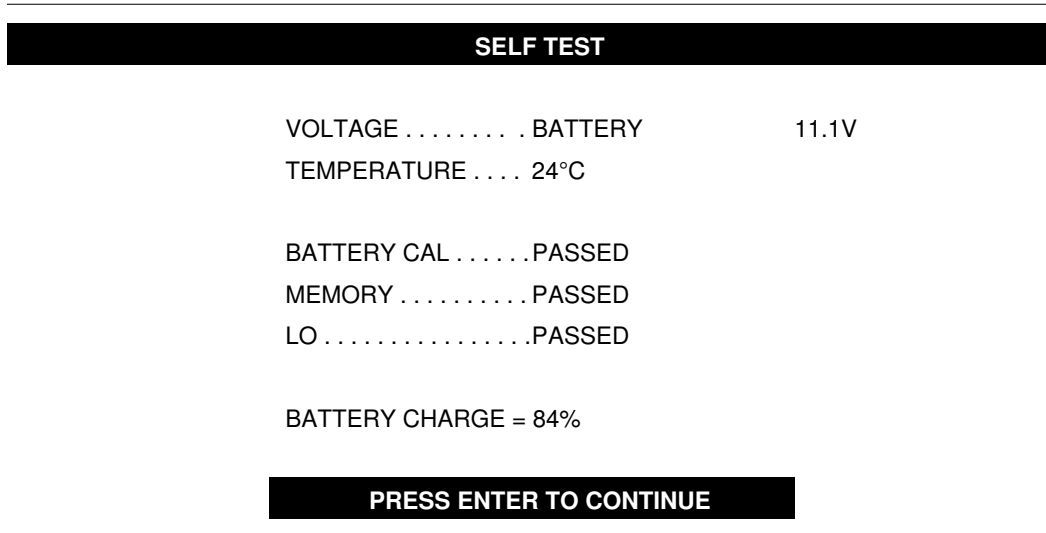 SELF TEST
VOLTAGE . . . . . . . . . BATTERY 11.1V
TEMPERATURE . . . . 24°C
BATTERY CAL . . . . . . PASSED
MEMORY . . . . . . . . . . PASSED
LO . . . . . . . . . . . . . . . . PASSED
BATTERY CHARGE = 84%
PRESS ENTER TO CONTINUE